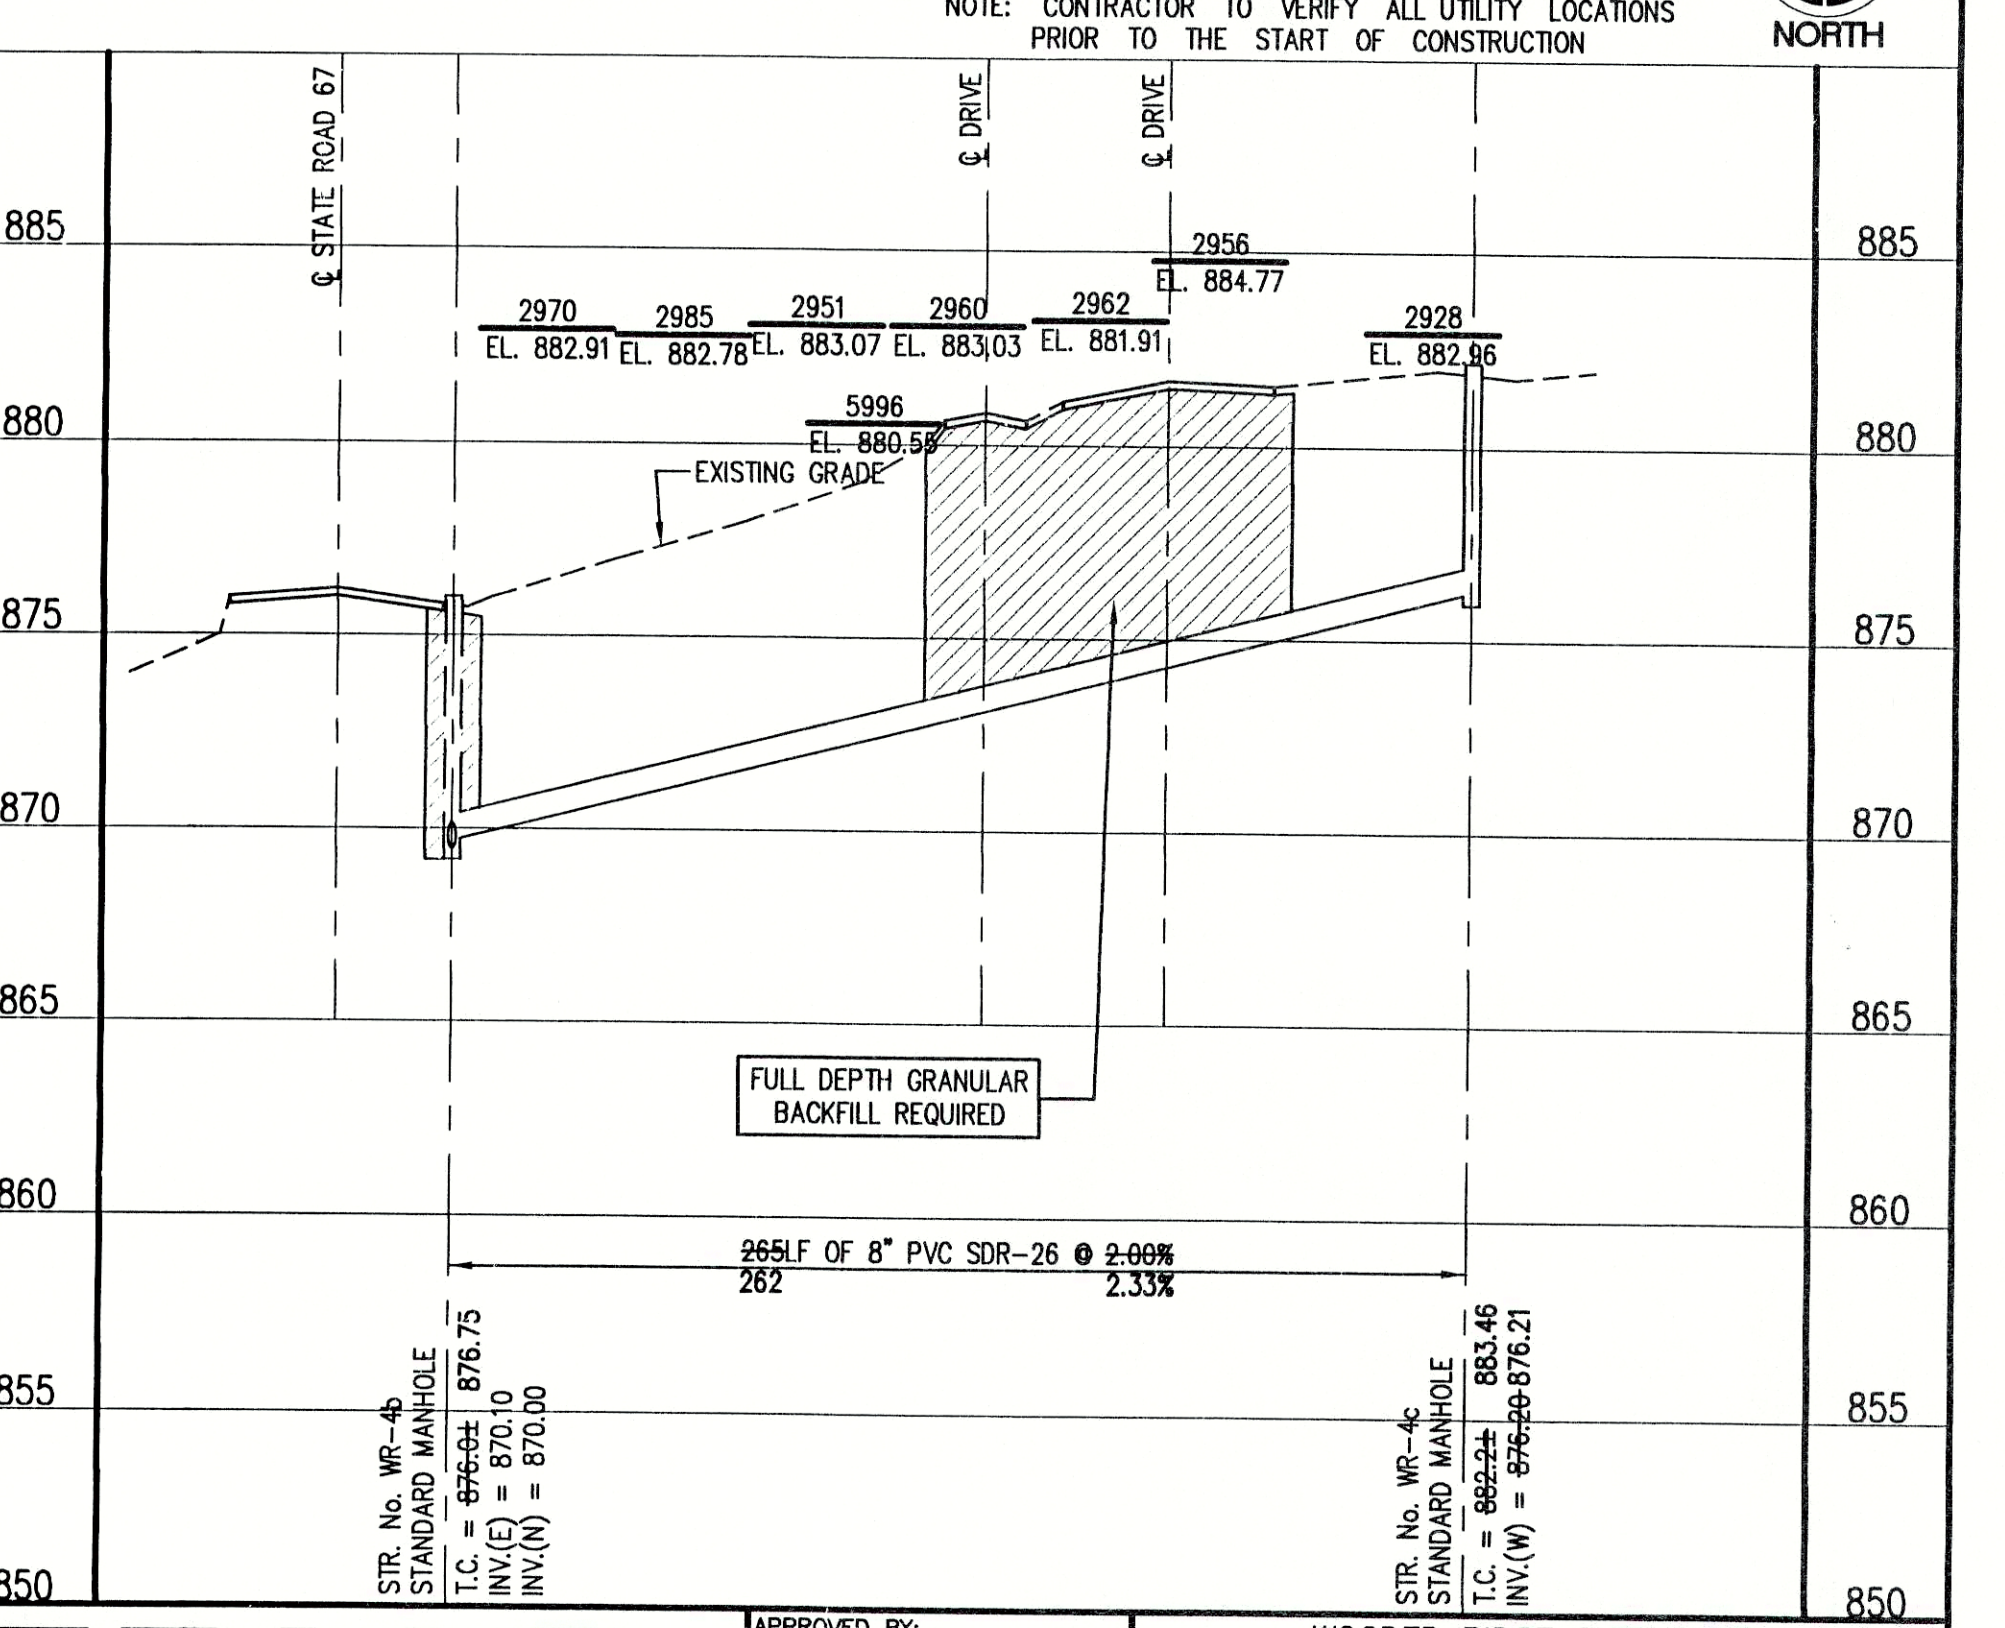 NOTE: CONTRACTOR TO VERIFY ALL UTILITY LOCATIONS
PRIOR TO THE START OF CONSTRUCTION
NORTH
℄ STATE ROAD 67
℄ DRIVE
℄ DRIVE
885
885
2956
EL. 884.77
2970
EL. 882.91
2985
EL. 882.78
2951
EL. 883.07
2960
EL. 883.03
2962
EL. 881.91
2928
EL. 882.96
5996
EL. 880.55
880
880
EXISTING GRADE
875
875
870
870
865
865
FULL DEPTH GRANULAR
BACKFILL REQUIRED
860
860
265LF OF 8" PVC SDR-26 @ 2.00%
262 2.33%
855
855
STR. No. WR-4b
STANDARD MANHOLE
T.C. = 876.0± 876.75
INV.(E) = 870.10
INV.(N) = 870.00
STR. No. WR-4c
STANDARD MANHOLE
T.C. = 882.2± 883.46
INV.(W) = 876.20 876.21
850
850
APPROVED BY: